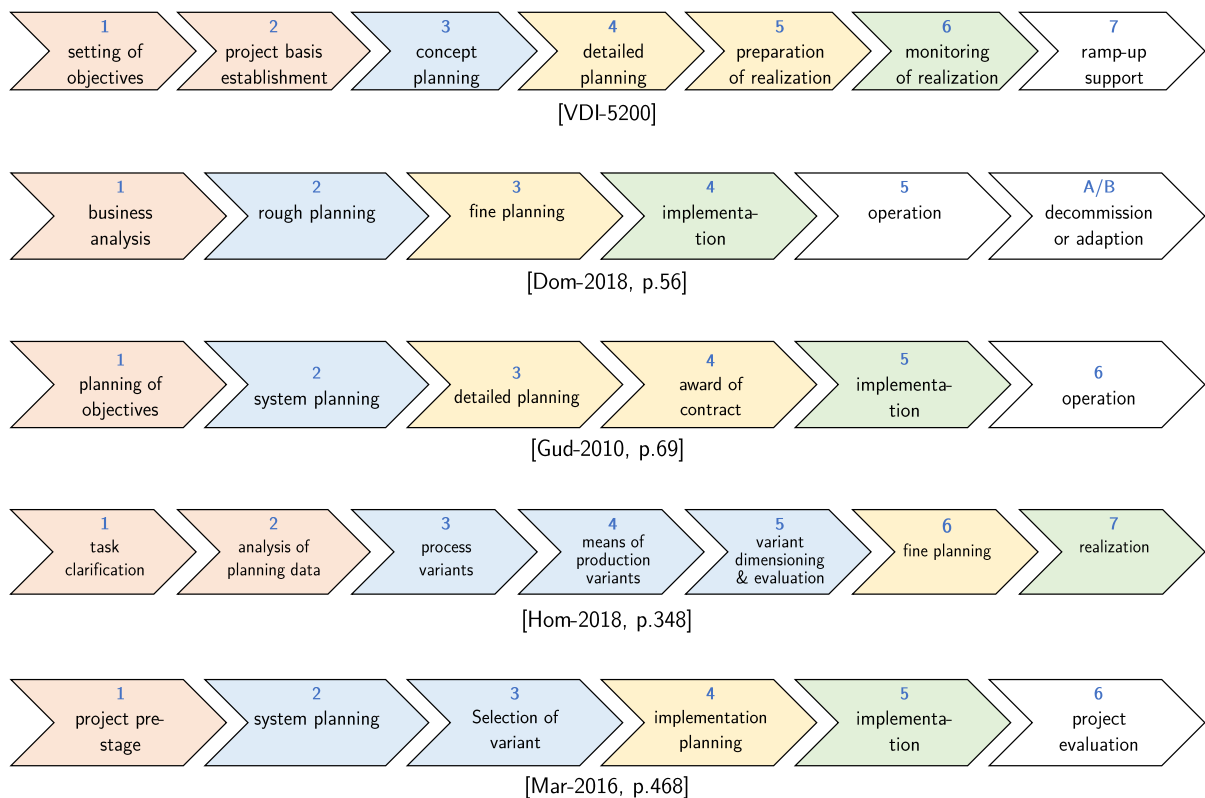 1
setting of
objectives
2
project basis
establishment
3
concept
planning
4
detailed
planning
5
preparation
of realization
6
monitoring
of realization
7
ramp-up
support
[VDI-5200]
1
business
analysis
2
rough planning
3
fine planning
4
implementa-
tion
5
operation
A/B
decommission
or adaption
[Dom-2018, p.56]
1
planning of
objectives
2
system planning
3
detailed planning
4
award of
contract
5
implementa-
tion
6
operation
[Gud-2010, p.69]
1
task
clarification
2
analysis of
planning data
3
process
variants
4
means of
production
variants
5
variant
dimensioning
& evaluation
6
fine planning
7
realization
[Hom-2018, p.348]
1
project pre-
stage
2
system planning
3
Selection of
variant
4
implementation
planning
5
implementa-
tion
6
project
evaluation
[Mar-2016, p.468]